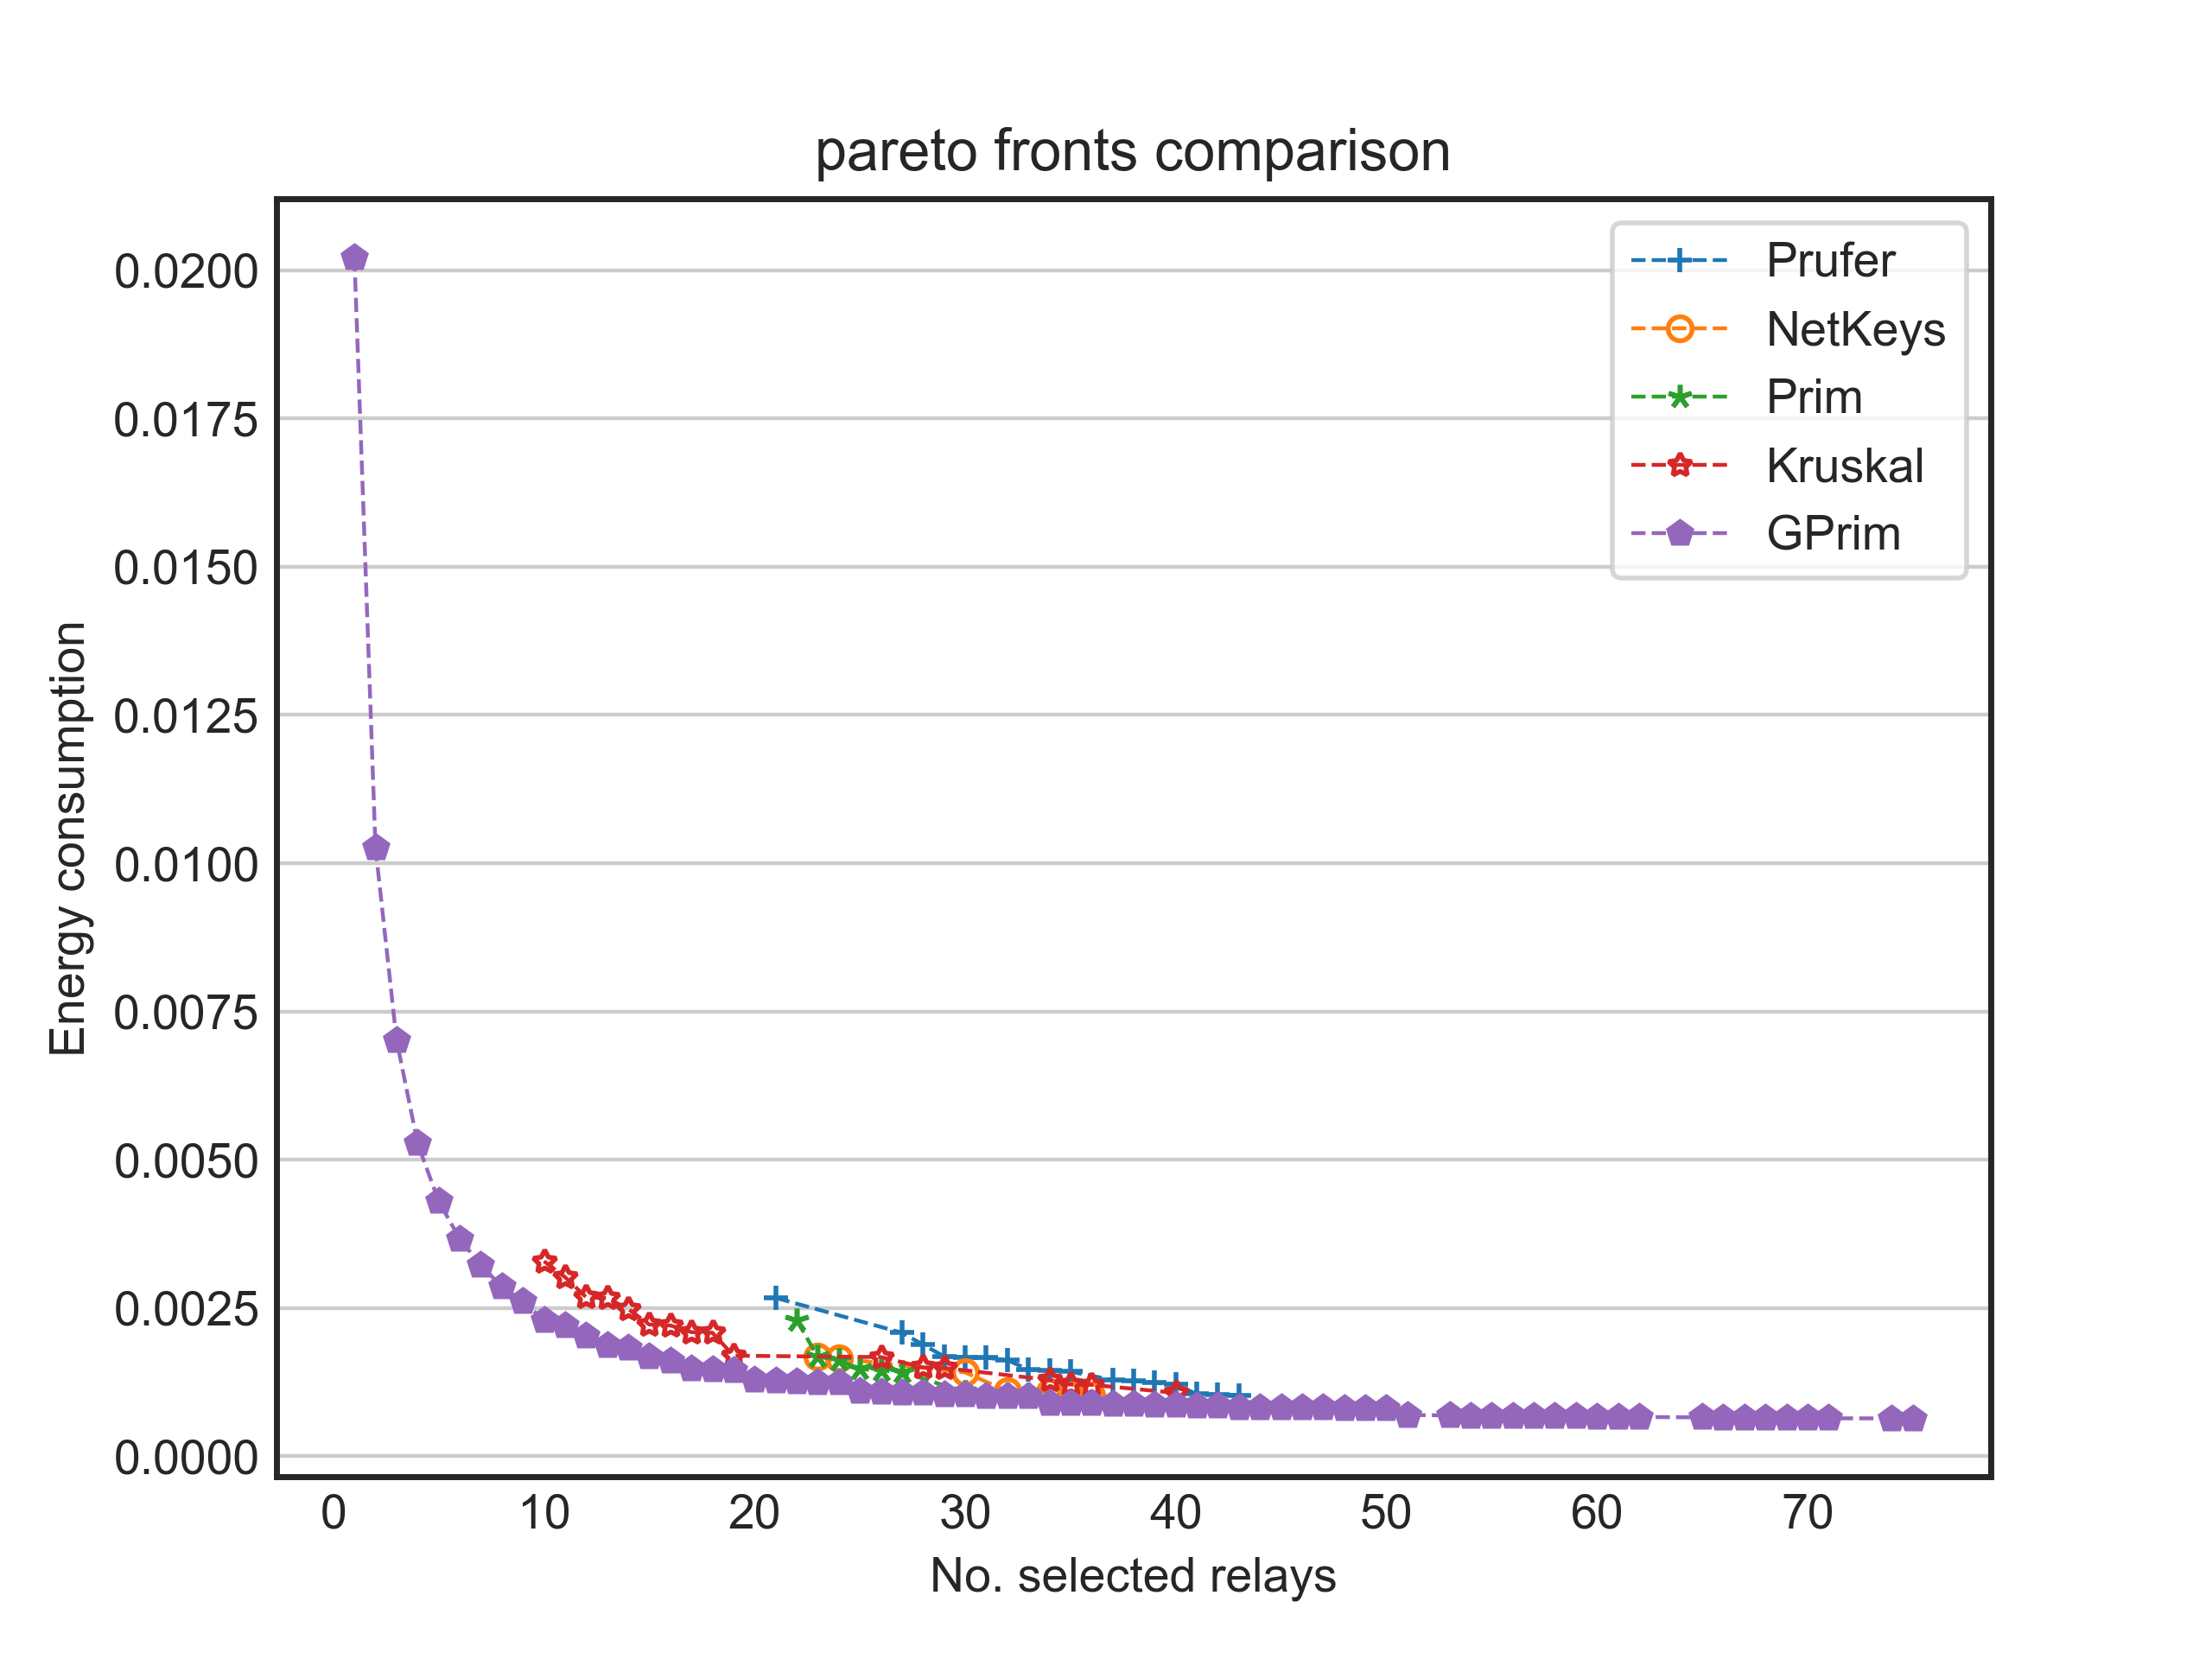 pareto fronts comparison
0.0200
0.0175
0.0150
0.0125
0.0100
0.0075
0.0050
0.0025
0.0000
Energy consumption
Prufer
NetKeys
Prim
Kruskal
GPrim
0 10 20 30 40 50 60 70
No. selected relays